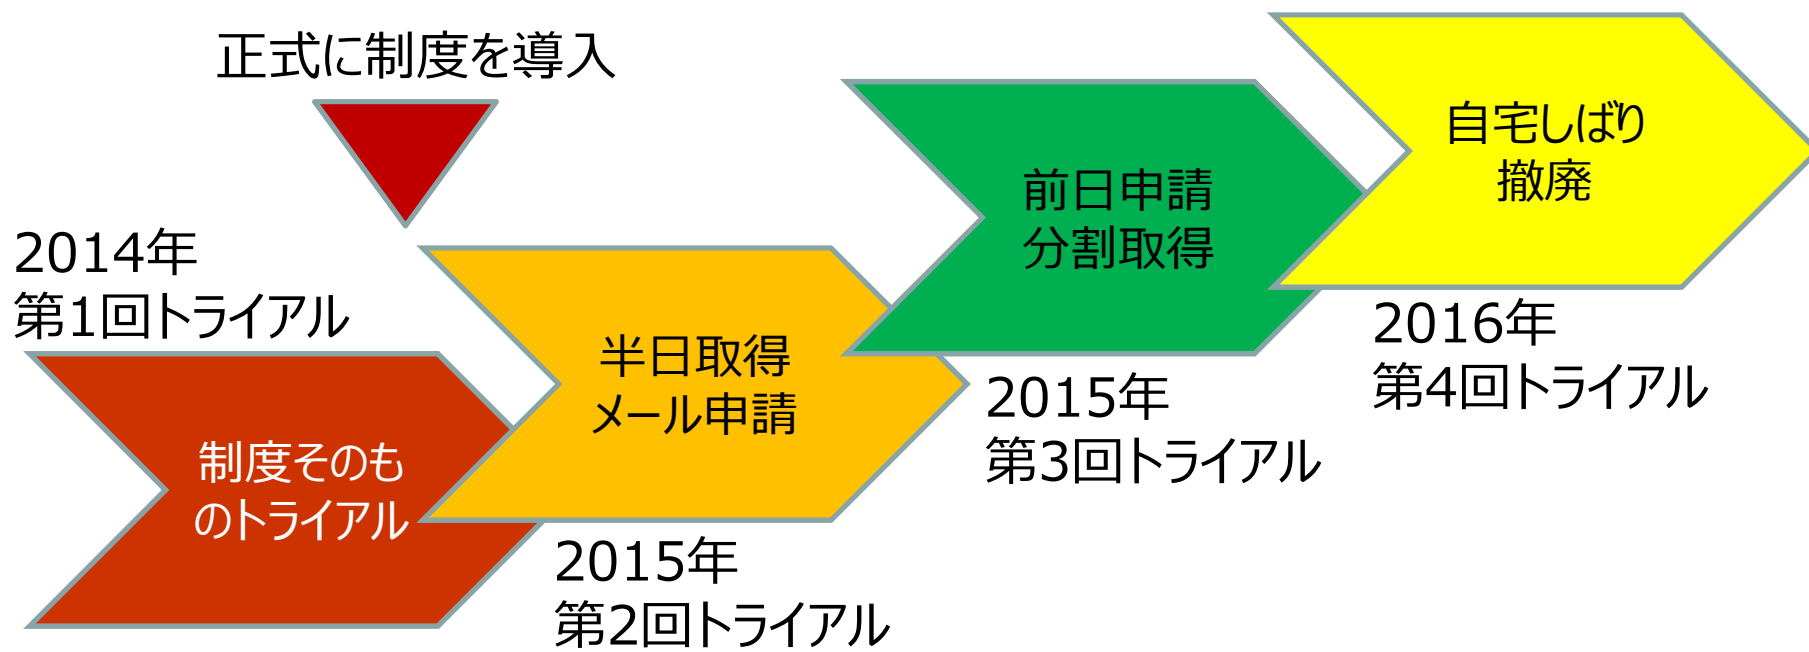 正式に制度を導入
2014年
第1回トライアル
制度そのもの
のトライアル
半日取得
メール申請
2015年
第2回トライアル
前日申請
分割取得
2015年
第3回トライアル
自宅しばり
撤廃
2016年
第4回トライアル